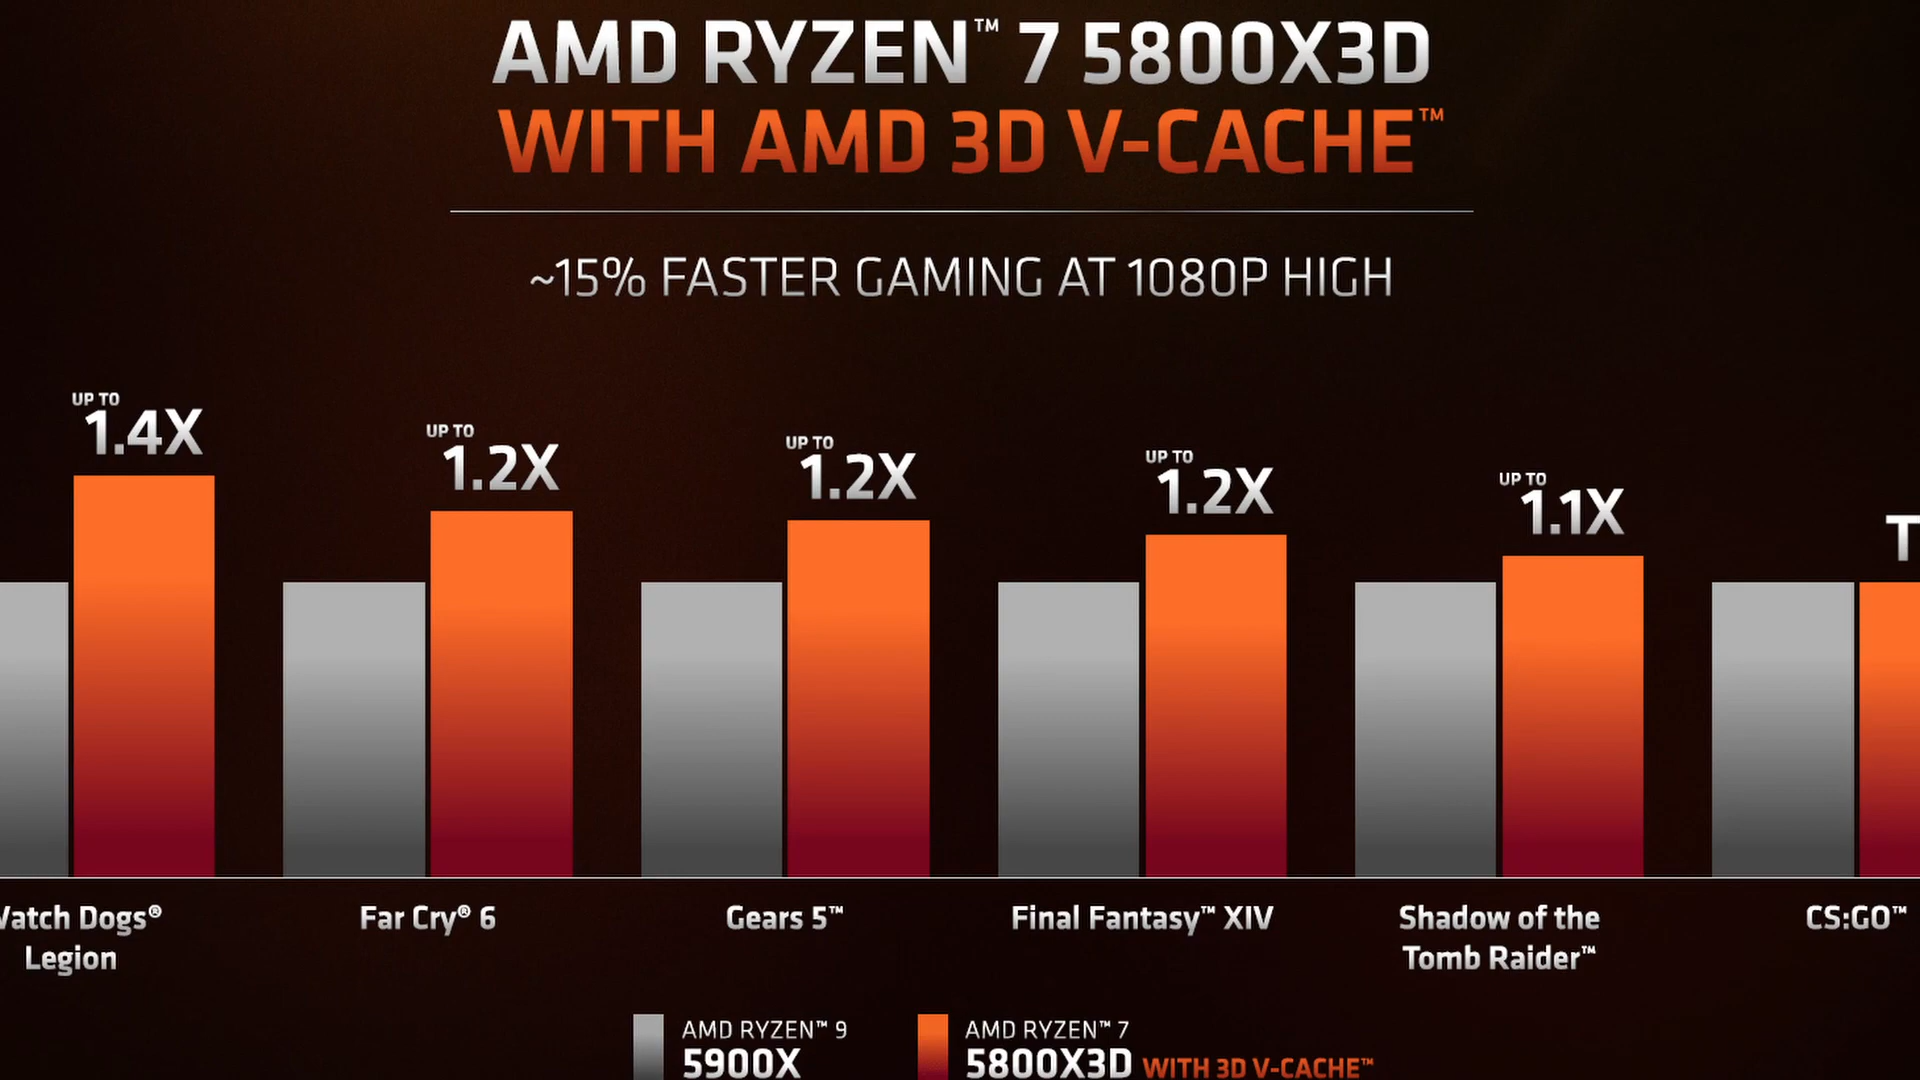 AMD RYZEN™ 7 5800X3D
WITH AMD 3D V-CACHE™
~15% FASTER GAMING AT 1080P HIGH
UP TO
1.4X
UP TO
1.2X
UP TO
1.2X
UP TO
1.2X
UP TO
1.1X
Dogs®
Legion
Far Cry® 6
Gears 5™
Final Fantasy™ XIV
Shadow of the
Tomb Raider™
CS:GO™
AMD RYZEN™ 9
5900X
AMD RYZEN™ 7
5800X3D WITH 3D V-CACHE™